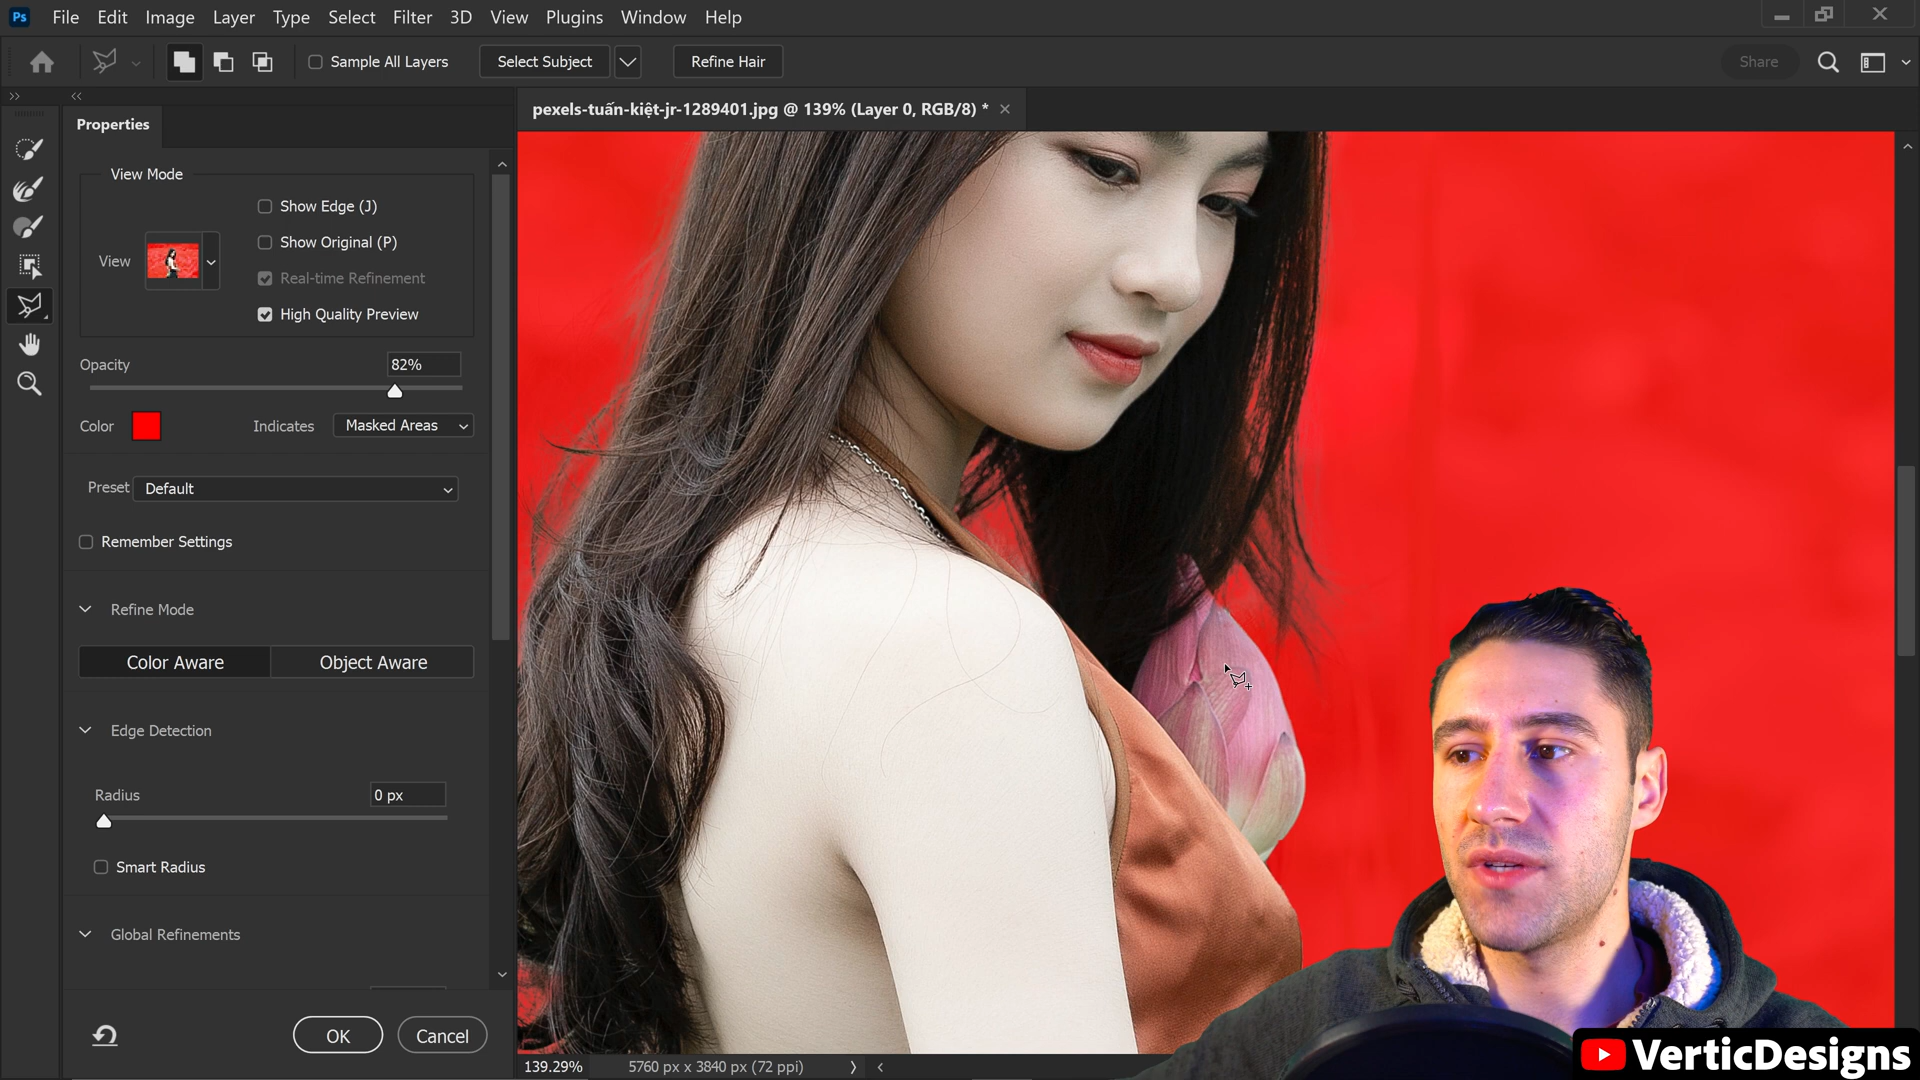 Ps File Edit Image Layer Type Select Filter 3D View Plugins Window Help
Sample All Layers Select Subject Refine Hair Share
Properties
pexels-tuấn-kiệt-jr-1289401.jpg @ 139% (Layer 0, RGB/8) *
View Mode
Show Edge (J)
Show Original (P)
View
Real-time Refinement
High Quality Preview
Opacity 82%
Color Indicates Masked Areas
Preset Default
Remember Settings
Refine Mode
Color Aware Object Aware
Edge Detection
Radius 0 px
Smart Radius
Global Refinements
OK Cancel
139.29% 5760 px x 3840 px (72 ppi)
VerticDesigns